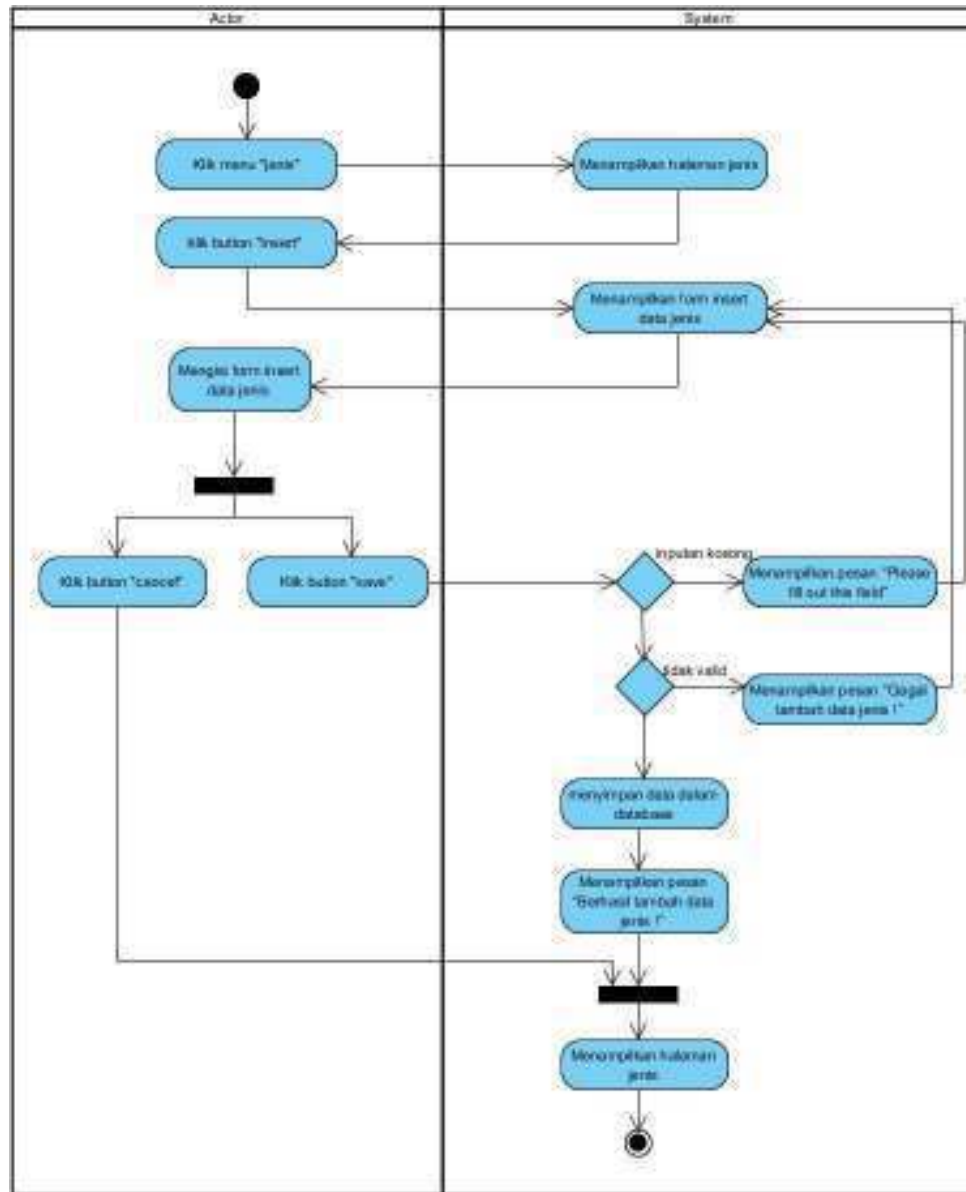 Actor
System
Klik menu "jenis"
Menampilkan halaman jenis
Klik button "insert"
Menampilkan form insert
data jenis
Mengisi form insert
data jenis
Klik button "cancel"
Klik button "save"
inputan kosong
Menampilkan pesan "Please
fill out this field"
tidak valid
Menampilkan pesan "Gagal
tambah data jenis !"
menyimpan data dalam
database
Menampilkan pesan
"Berhasil tambah data
jenis !"
Menampilkan halaman
jenis